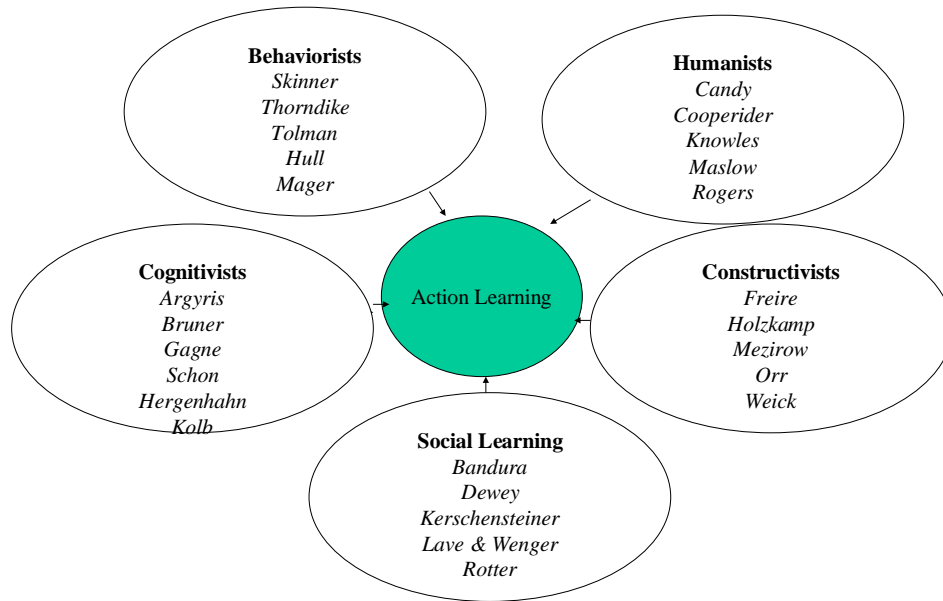 Behaviorists
Skinner
Thorndike
Tolman
Hull
Mager
Humanists
Candy
Cooperider
Knowles
Maslow
Rogers
Cognitivists
Argyris
Bruner
Gagne
Schon
Hergenhahn
Kolb
Action Learning
Constructivists
Freire
Holzkamp
Mezirow
Orr
Weick
Social Learning
Bandura
Dewey
Kerschensteiner
Lave & Wenger
Rotter